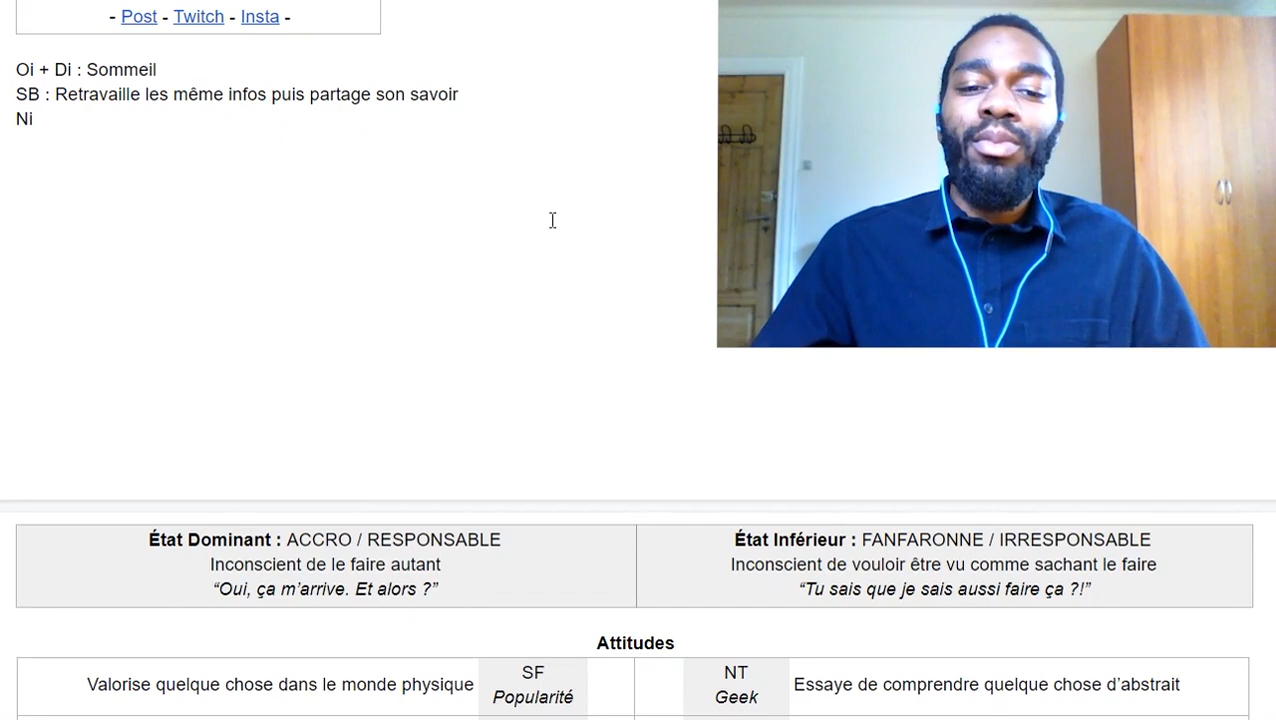 - Post - Twitch - Insta -
Oi + Di : Sommeil
SB : Retravaille les même infos puis partage son savoir
Ni
État Dominant : ACCRO / RESPONSABLE
Inconscient de le faire autant
“Oui, ça m’arrive. Et alors ?”
État Inférieur : FANFARONNE / IRRESPONSABLE
Inconscient de vouloir être vu comme sachant le faire
“Tu sais que je sais aussi faire ça ?!”
Attitudes
Valorise quelque chose dans le monde physique
SF
Popularité
NT
Geek
Essaye de comprendre quelque chose d’abstrait